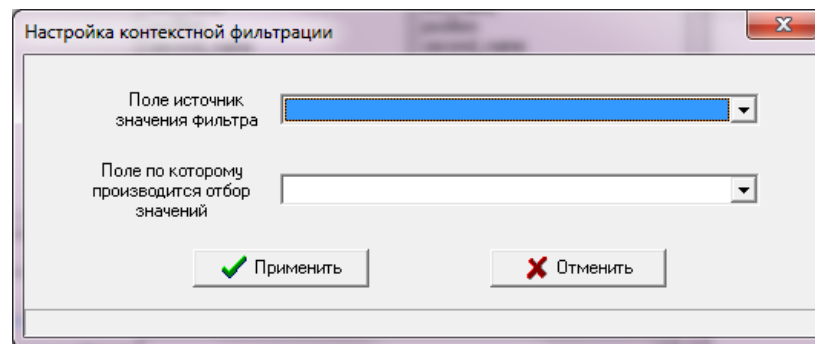 Настройка контекстной фильтрации
Поле источник
значения фильтра
Поле по которому
производится отбор
значений
Применить
Отменить